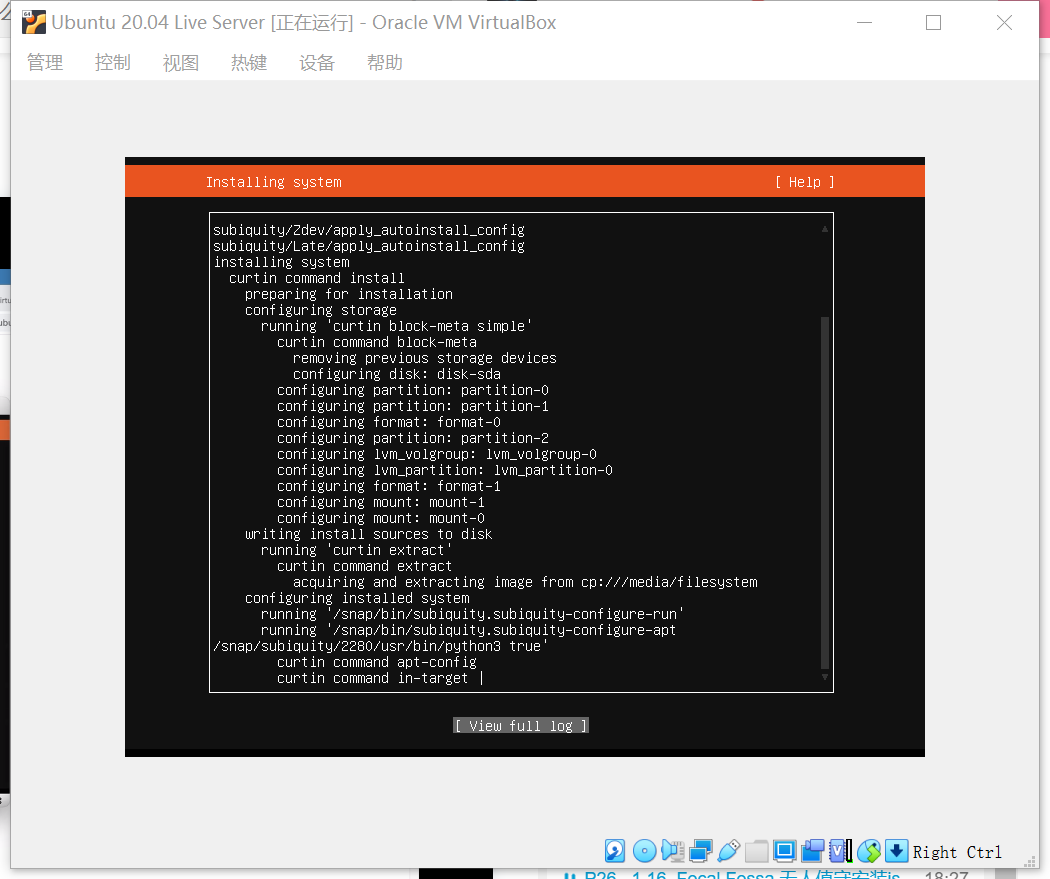 Ubuntu 20.04 Live Server [正在运行] - Oracle VM VirtualBox
管理 控制 视图 热键 设备 帮助
Installing system [ Help ]
subiquity/Zdev/apply_autoinstall_config
subiquity/Late/apply_autoinstall_config
installing system
curtin command install
preparing for installation
configuring storage
running 'curtin block-meta simple'
curtin command block-meta
removing previous storage devices
configuring disk: disk-sda
configuring partition: partition-0
configuring partition: partition-1
configuring format: format-0
configuring partition: partition-2
configuring lvm_volgroup: lvm_volgroup-0
configuring lvm_partition: lvm_partition-0
configuring format: format-1
configuring mount: mount-1
configuring mount: mount-0
writing install sources to disk
running 'curtin extract'
curtin command extract
acquiring and extracting image from cp:///media/filesystem
configuring installed system
running '/snap/bin/subiquity.subiquity-configure-run'
running '/snap/bin/subiquity.subiquity-configure-apt
/snap/subiquity/2280/usr/bin/python3 true'
curtin command apt-config
curtin command in-target |
[ View full log ]
Right Ctrl
P26 1.16 Focal Fossa 无人值守安装is 18:27